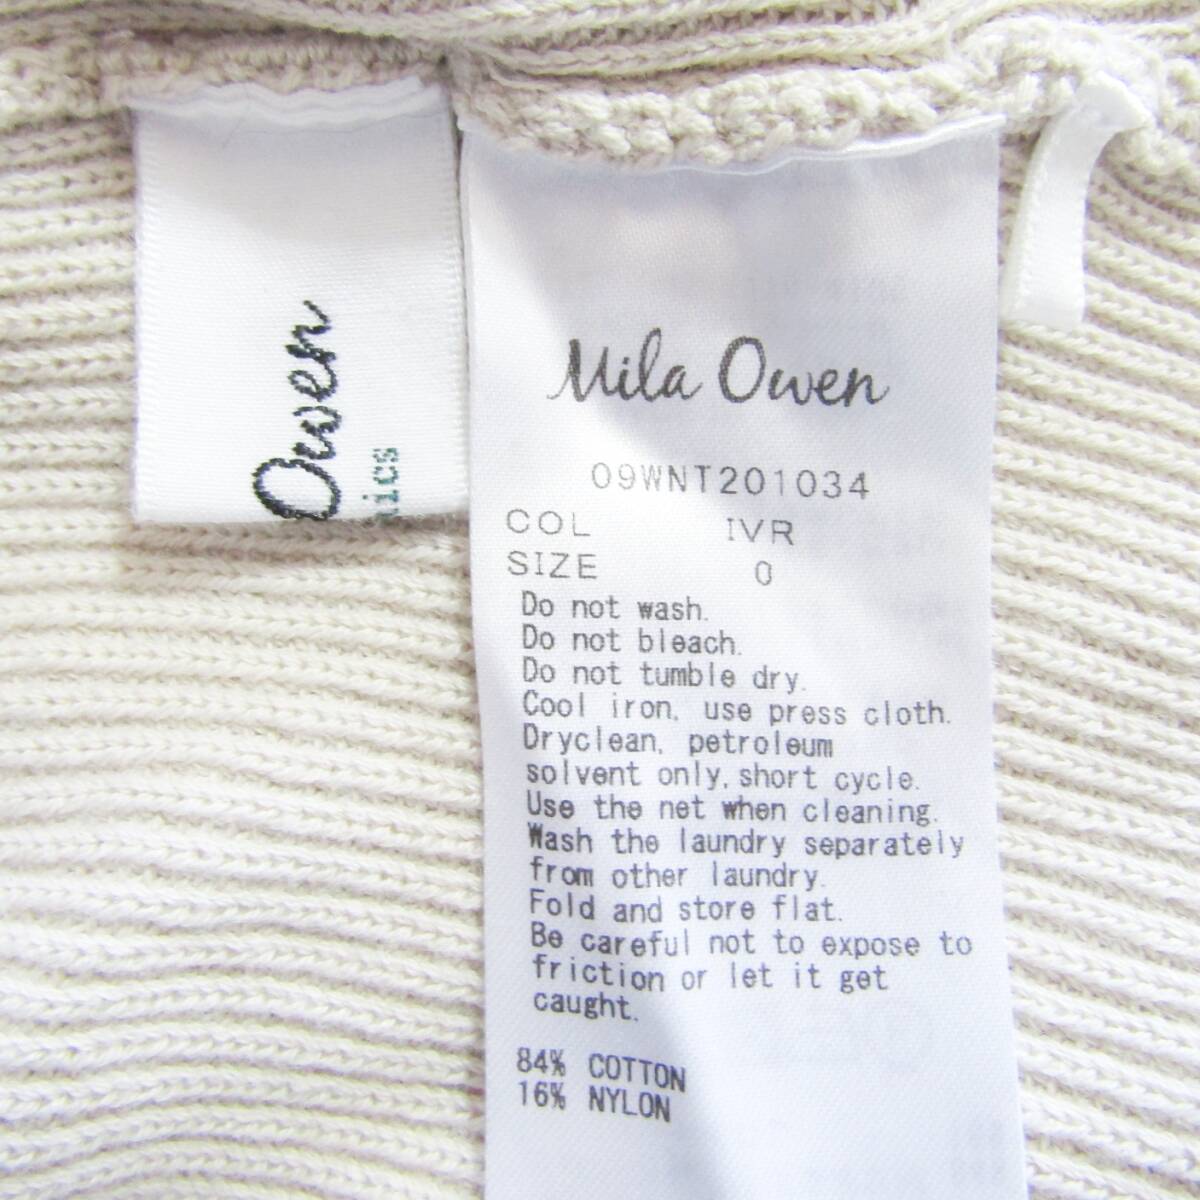 Owen
Mila Owen
09WNT201034
COL IVR
SIZE 0
Do not wash.
Do not bleach.
Do not tumble dry.
Cool iron, use press cloth.
Dryclean, petroleum
solvent only, short cycle.
Use the net when cleaning.
Wash the laundry separately
from other laundry.
Fold and store flat.
Be careful not to expose to
friction or let it get
caught.
84% COTTON
16% NYLON